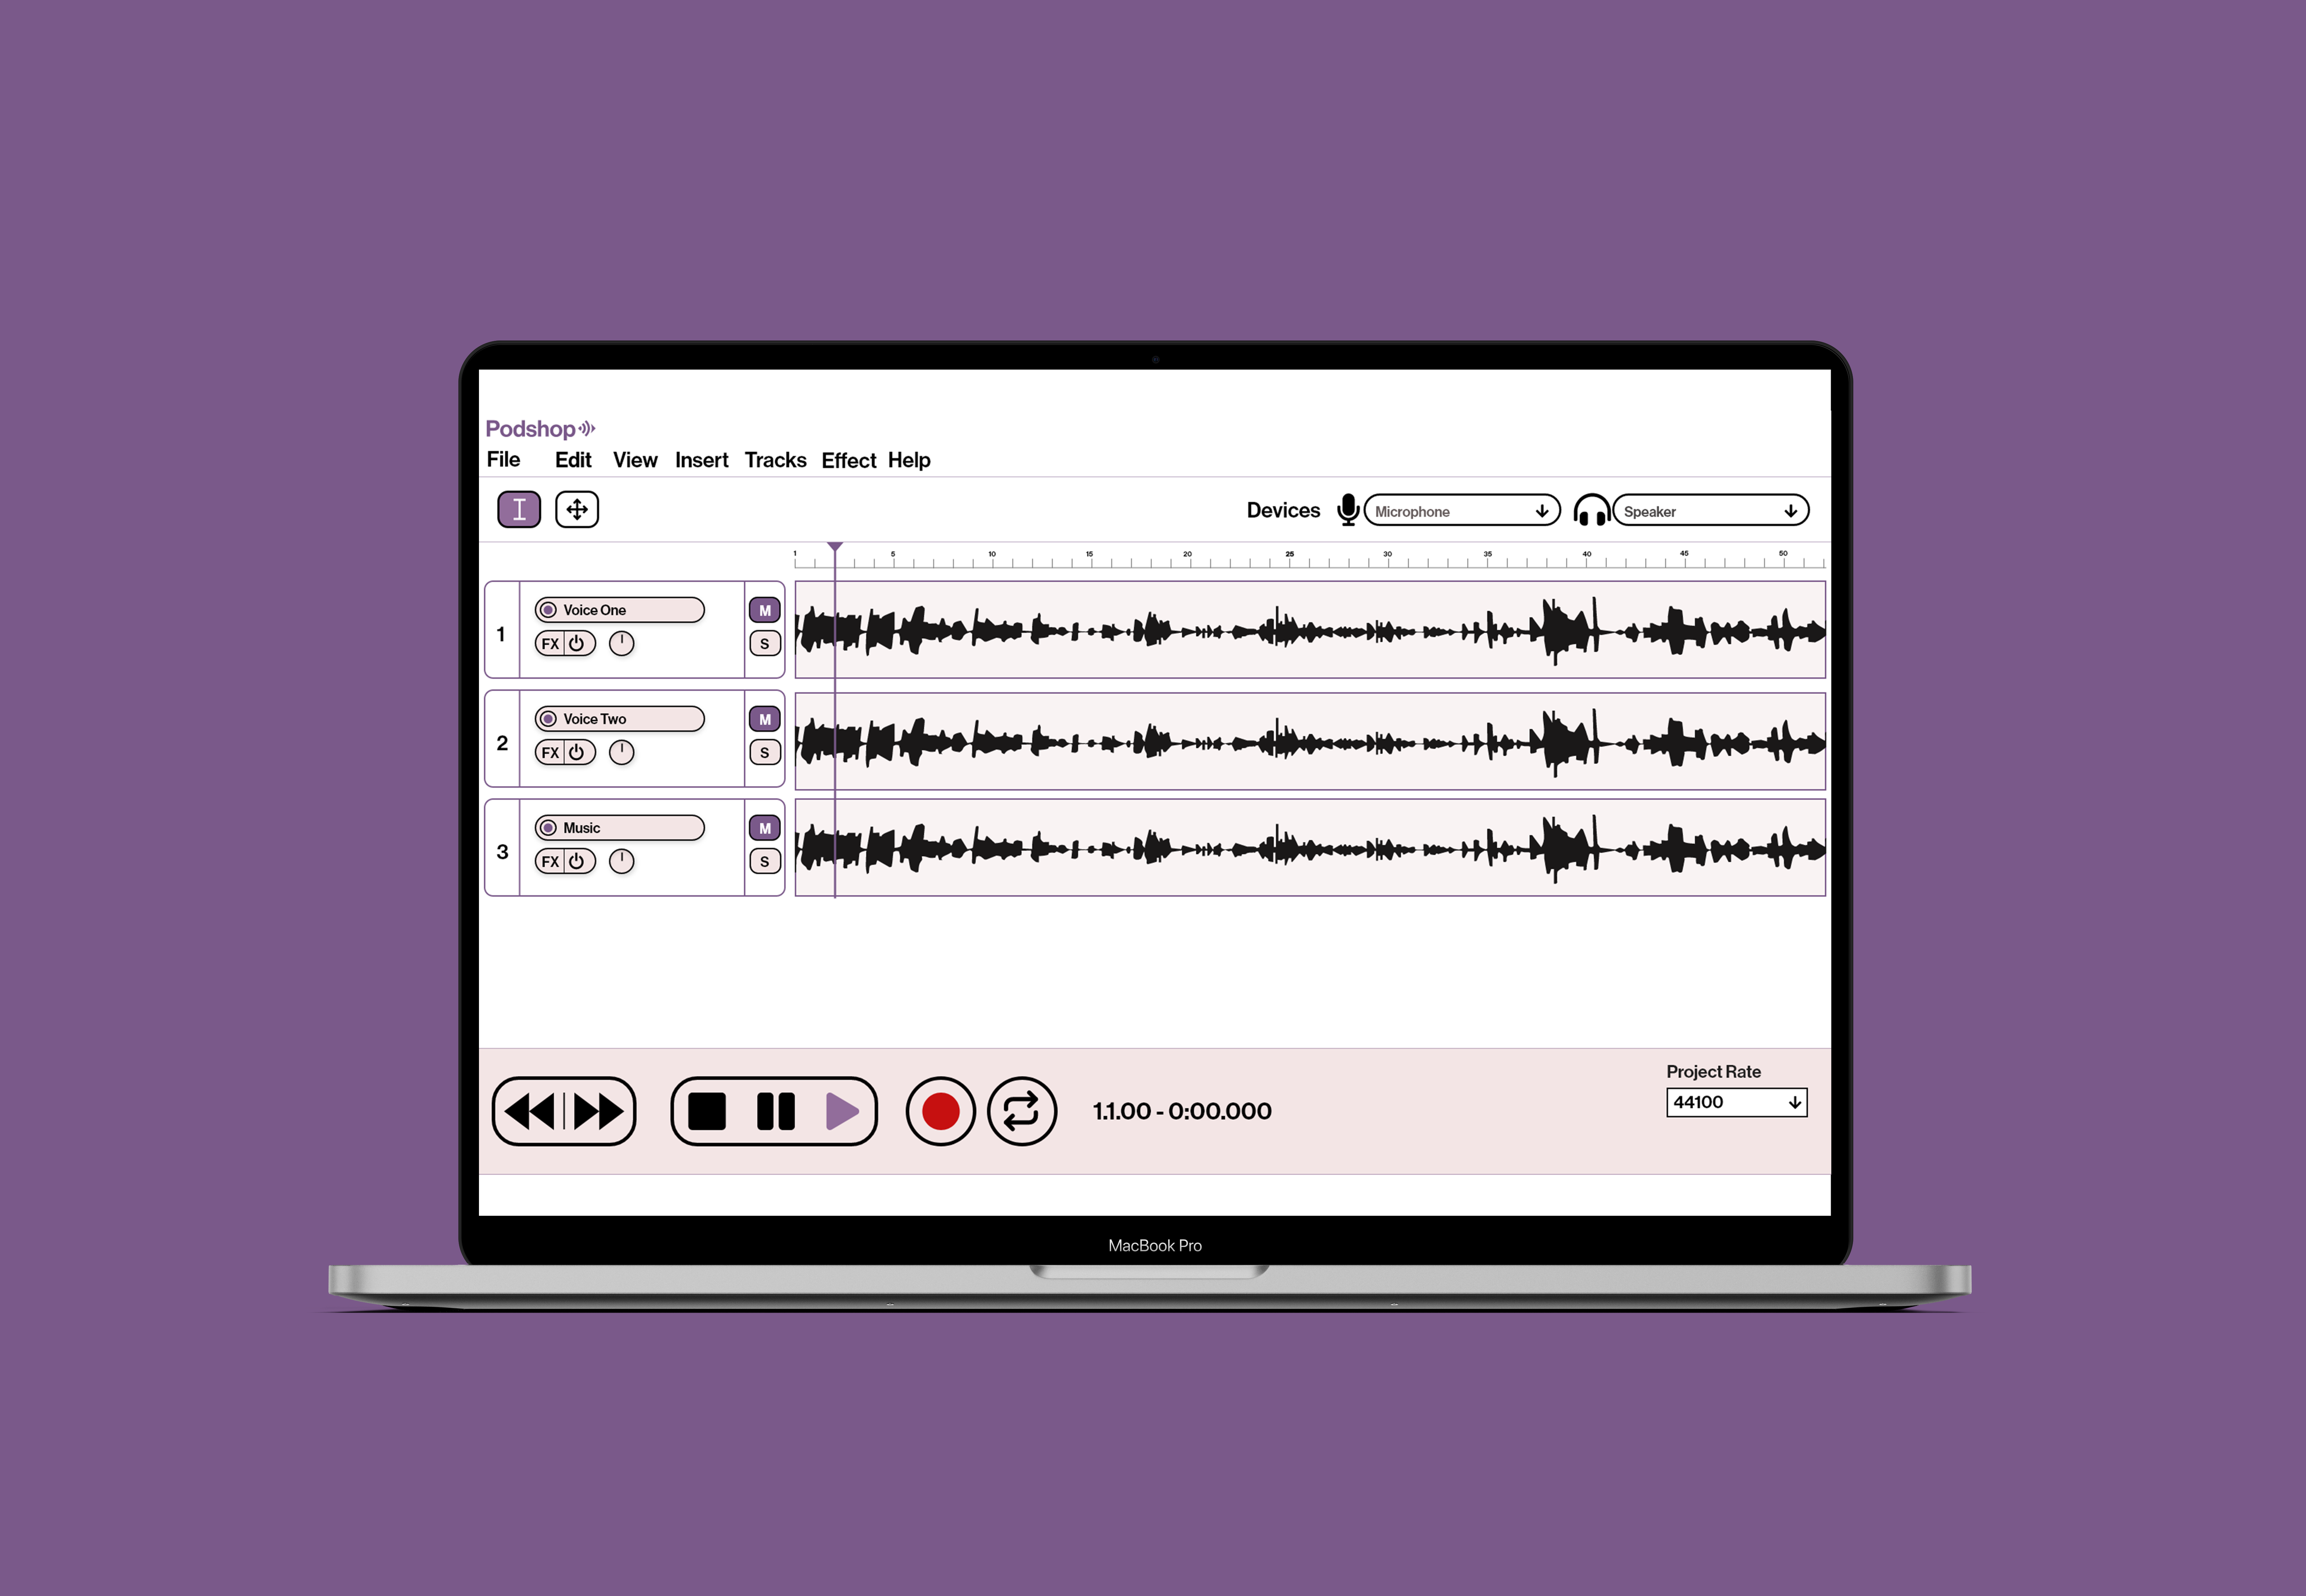 Podshop
File Edit View Insert Tracks Effect Help
Devices Microphone Speaker
1 5 10 15 20 25 30 35 40 45 50
1
Voice One
M
FX
S
2
Voice Two
M
FX
S
3
Music
M
FX
S
1.1.00 - 0:00.000
Project Rate
44100
MacBook Pro